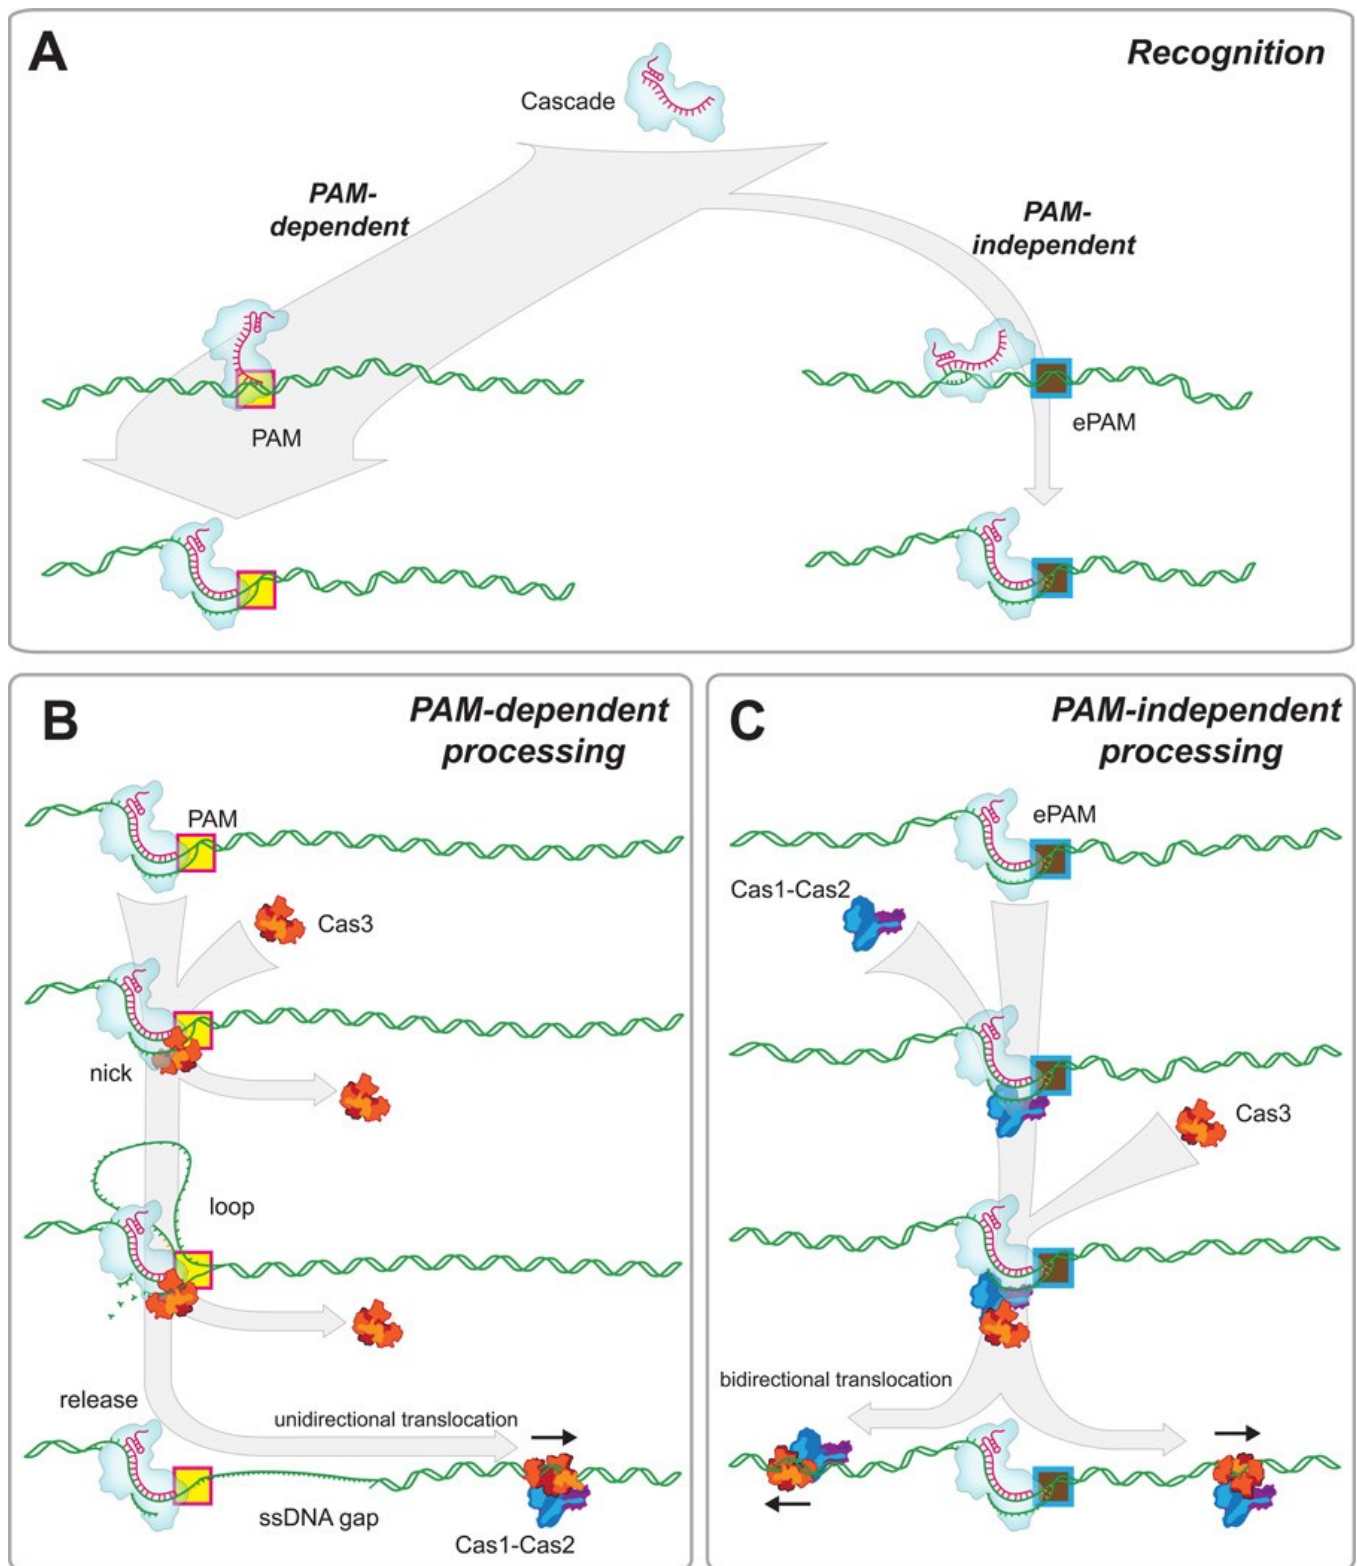 A
Recognition
Cascade
PAM-
dependent
PAM-
independent
PAM
ePAM
B
PAM-dependent
processing
PAM
Cas3
nick
loop
release
unidirectional translocation
ssDNA gap
Cas1-Cas2
C
PAM-independent
processing
ePAM
Cas1-Cas2
Cas3
bidirectional translocation